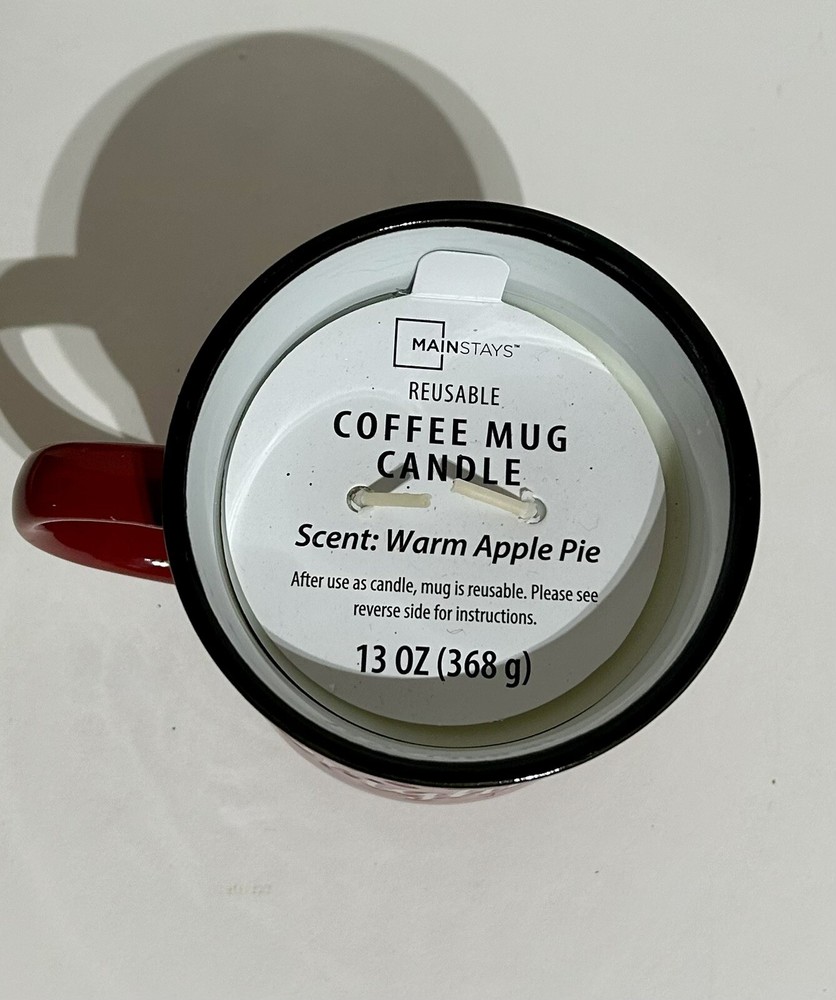 MAINSTAYS™
REUSABLE
COFFEE MUG
CANDLE
Scent: Warm Apple Pie
After use as candle, mug is reusable. Please see
reverse side for instructions.
13 OZ (368 g)